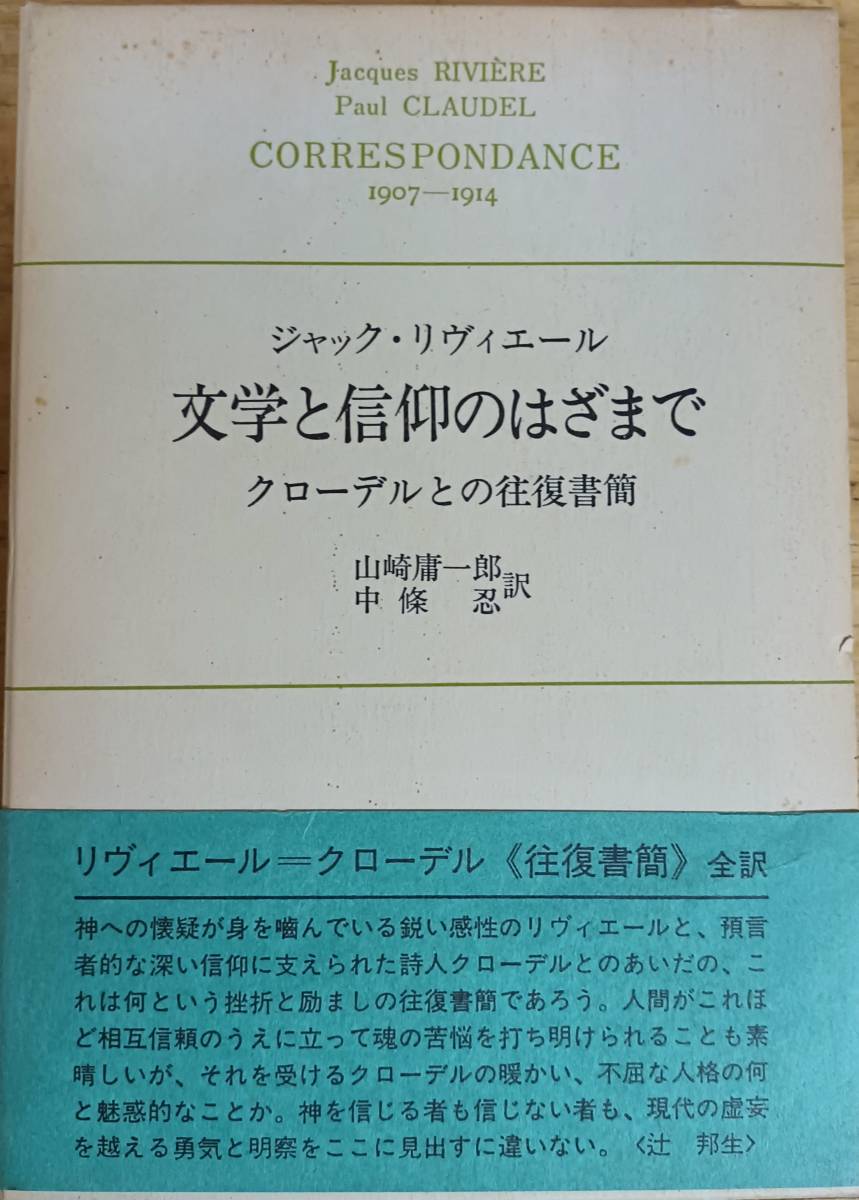 Jacques RIVIÈRE
Paul CLAUDEL
CORRESPONDANCE
1907—1914
ジャック・リヴィエール
文学と信仰のはざまで
クローデルとの往復書簡
山崎庸一郎
中條 忍 訳
リヴィエール＝クローデル《往復書簡》全訳
神への懐疑が身を嚙んでいる鋭い感性のリヴィエールと、預言
者的な深い信仰に支えられた詩人クローデルとのあいだの、こ
れは何という挫折と励ましの往復書簡であろう。人間がこれほ
ど相互信頼のうえに立って魂の苦悩を打ち明けられることも素
晴しいが、それを受けるクローデルの暖かい、不屈な人格の何
と魅惑的なことか。神を信じる者も信じない者も、現代の虚妄
を越える勇気と明察をここに見出すに違いない。〈辻 邦生〉